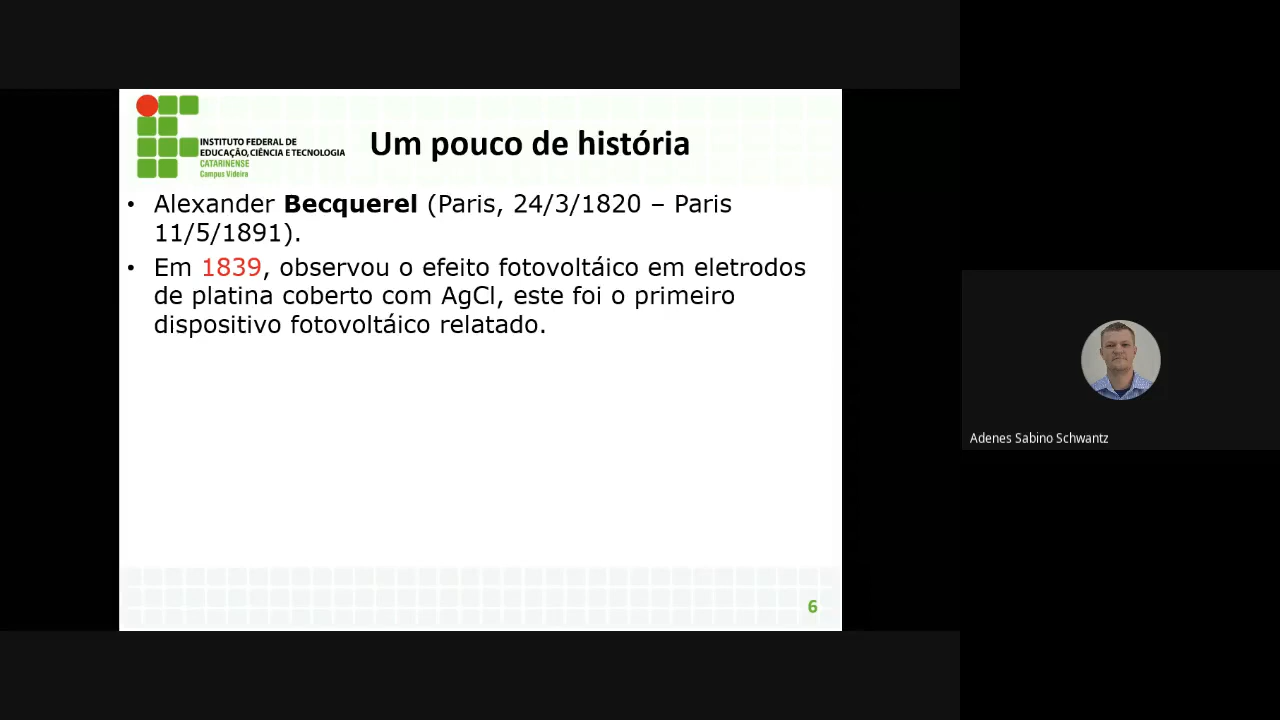 INSTITUTO FEDERAL DE
EDUCAÇÃO, CIÊNCIA E TECNOLOGIA
CATARINENSE
Campus Videira
Um pouco de história
• Alexander Becquerel (Paris, 24/3/1820 – Paris
11/5/1891).
• Em 1839, observou o efeito fotovoltáico em eletrodos
de platina coberto com AgCl, este foi o primeiro
dispositivo fotovoltáico relatado.
6
Adenes Sabino Schwantz